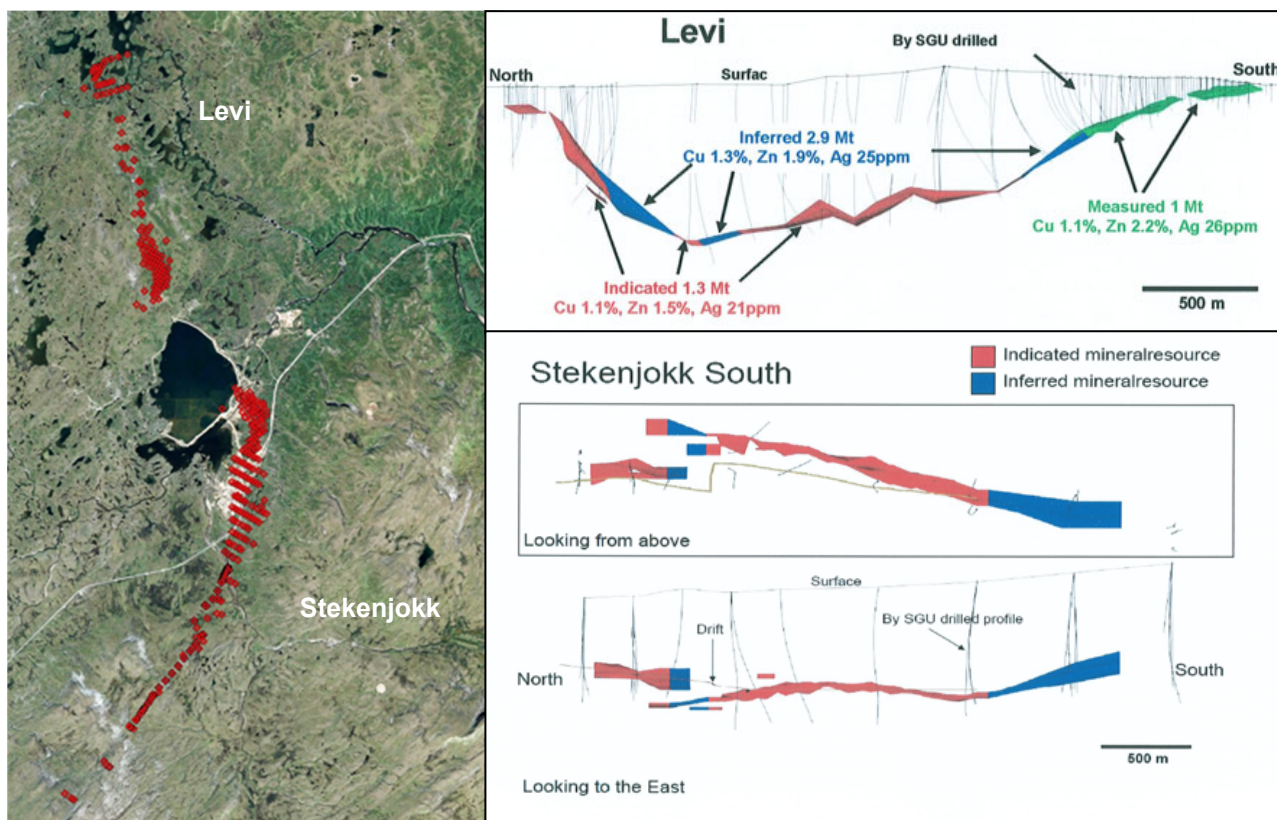 Levi
Stekenjokk
Levi
By SGU drilled
North
Surfac
South
Inferred 2.9 Mt
Cu 1.3%, Zn 1.9%, Ag 25ppm
Measured 1 Mt
Cu 1.1%, Zn 2.2%, Ag 26ppm
Indicated 1.3 Mt
Cu 1.1%, Zn 1.5%, Ag 21ppm
500 m
Stekenjokk South
Indicated mineralresource
Inferred mineralresource
Looking from above
Surface
By SGU drilled profile
Drift
North
South
500 m
Looking to the East